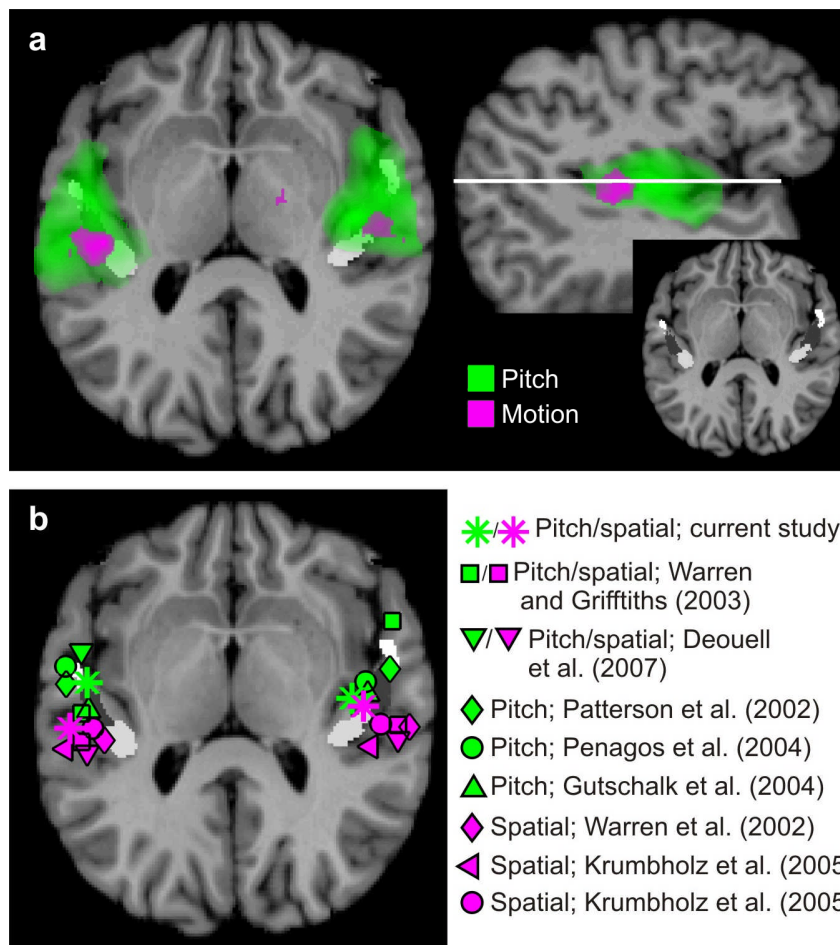 a
Pitch
Motion
b
/ Pitch/spatial; current study
/ Pitch/spatial; Warren
and Grifftiths (2003)
/ Pitch/spatial; Deouell
et al. (2007)
Pitch; Patterson et al. (2002)
Pitch; Penagos et al. (2004)
Pitch; Gutschalk et al. (2004)
Spatial; Warren et al. (2002)
Spatial; Krumbholz et al. (2005
Spatial; Krumbholz et al. (2005